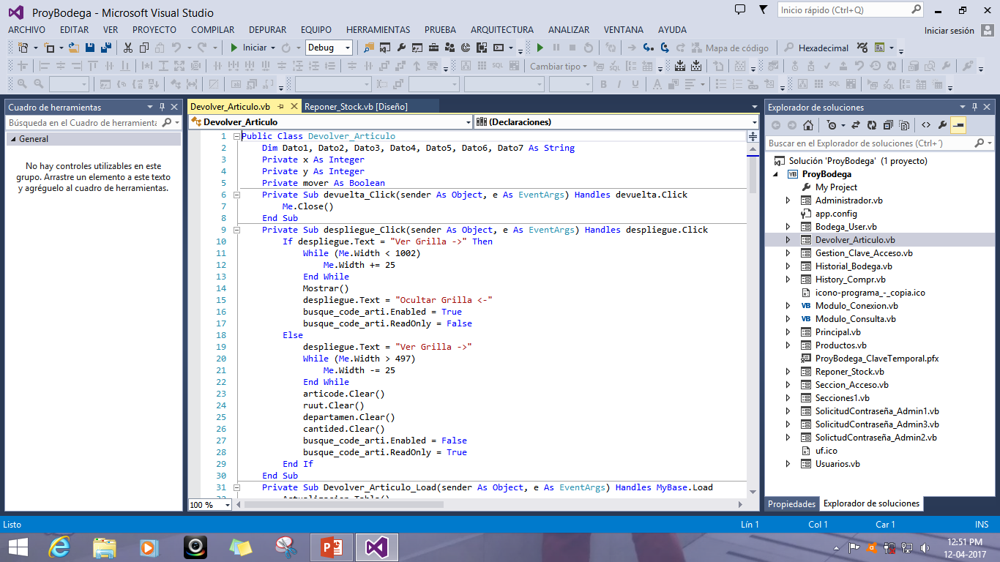 ProyBodega - Microsoft Visual Studio
Inicio rápido (Ctrl+Q)
ARCHIVO EDITAR VER PROYECTO COMPILAR DEPURAR EQUIPO HERRAMIENTAS PRUEBA ARQUITECTURA ANALIZAR VENTANA AYUDA
Iniciar sesión
Iniciar Debug Mapa de código Hexadecimal
SQL Cambiar tipo SQL
N I S SQL
Cuadro de herramientas
Búsqueda en el Cuadro de herramienta
General
No hay controles utilizables en este
grupo. Arrastre un elemento a este texto
y agréguelo al cuadro de herramientas.
Devolver_Articulo.vb Reponer_Stock.vb [Diseño]
Devolver_Articulo (Declaraciones)
1 Public Class Devolver_Articulo
2 Dim Dato1, Dato2, Dato3, Dato4, Dato5, Dato6, Dato7 As String
3 Private x As Integer
4 Private y As Integer
5 Private mover As Boolean
6 Private Sub devuelta_Click(sender As Object, e As EventArgs) Handles devuelta.Click
7 Me.Close()
8 End Sub
9 Private Sub despliegue_Click(sender As Object, e As EventArgs) Handles despliegue.Click
10 If despliegue.Text = "Ver Grilla ->" Then
11 While (Me.Width < 1002)
12 Me.Width += 25
13 End While
14 Mostrar()
15 despliegue.Text = "Ocultar Grilla <-"
16 busque_code_arti.Enabled = True
17 busque_code_arti.ReadOnly = False
18 Else
19 despliegue.Text = "Ver Grilla ->"
20 While (Me.Width > 497)
21 Me.Width -= 25
22 End While
23 articode.Clear()
24 ruut.Clear()
25 departamen.Clear()
26 cantided.Clear()
27 busque_code_arti.Enabled = False
28 busque_code_arti.ReadOnly = True
29 End If
30 End Sub
31 Private Sub Devolver_Articulo_Load(sender As Object, e As EventArgs) Handles MyBase.Load
100 %
Explorador de soluciones
Buscar en el Explorador de soluciones (Ctrl+´)
Solución 'ProyBodega' (1 proyecto)
VB ProyBodega
My Project
Administrador.vb
app.config
Bodega_User.vb
Devolver_Articulo.vb
Gestion_Clave_Acceso.vb
Historial_Bodega.vb
History_Compr.vb
icono-programa_-_copia.ico
VB Modulo_Conexion.vb
VB Modulo_Consulta.vb
Principal.vb
Productos.vb
ProyBodega_ClaveTemporal.pfx
Reponer_Stock.vb
Seccion_Acceso.vb
Secciones1.vb
SolicitudContraseña_Admin1.vb
SolicitudContraseña_Admin3.vb
SolictudContraseña_Admin2.vb
uf.ico
Usuarios.vb
Propiedades Explorador de soluciones
Listo Lín 1 Col 1 Car 1 INS
12:51 PM
12-04-2017